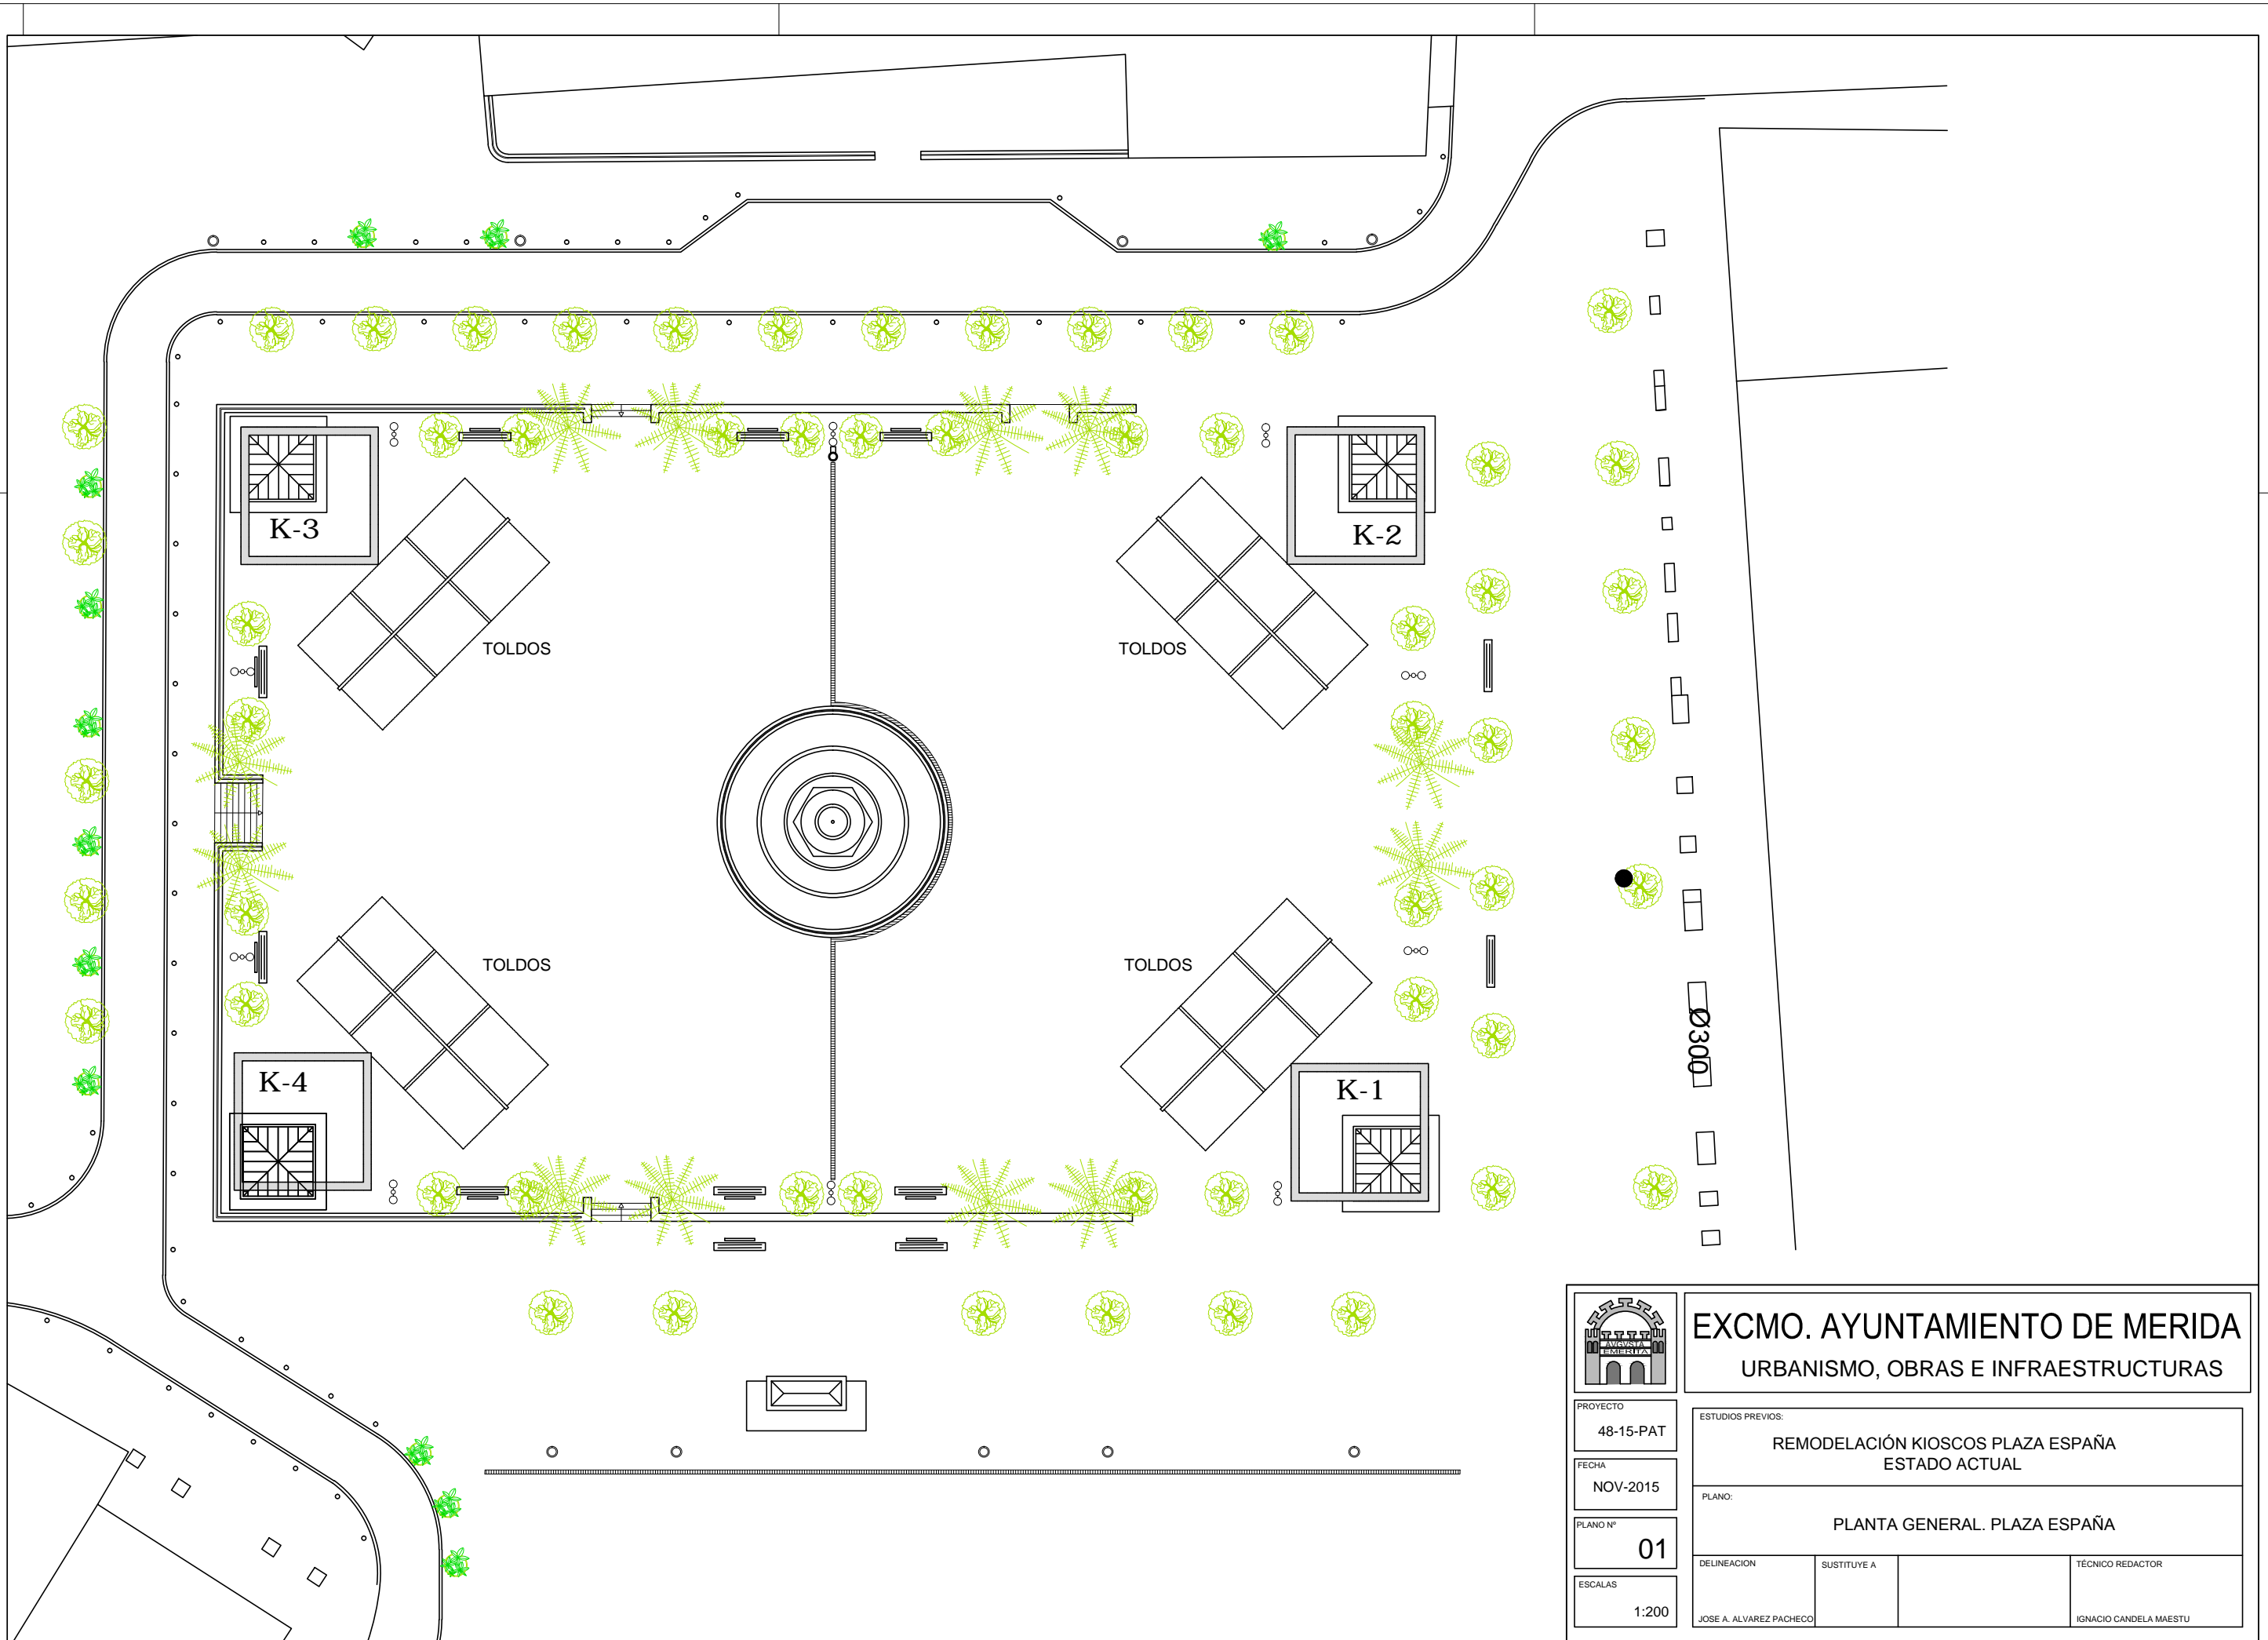 K-3
K-2
TOLDOS
TOLDOS
TOLDOS
TOLDOS
Ø300
K-4
K-1
AVGVSTA
EMERITA
EXCMO. AYUNTAMIENTO DE MERIDA
URBANISMO, OBRAS E INFRAESTRUCTURAS
PROYECTO
48-15-PAT
FECHA
NOV-2015
PLANO Nº
01
ESCALAS
1:200
ESTUDIOS PREVIOS:
REMODELACIÓN KIOSCOS PLAZA ESPAÑA
ESTADO ACTUAL
PLANO:
PLANTA GENERAL. PLAZA ESPAÑA
DELINEACION
JOSE A. ALVAREZ PACHECO
SUSTITUYE A
TÉCNICO REDACTOR
IGNACIO CANDELA MAESTU